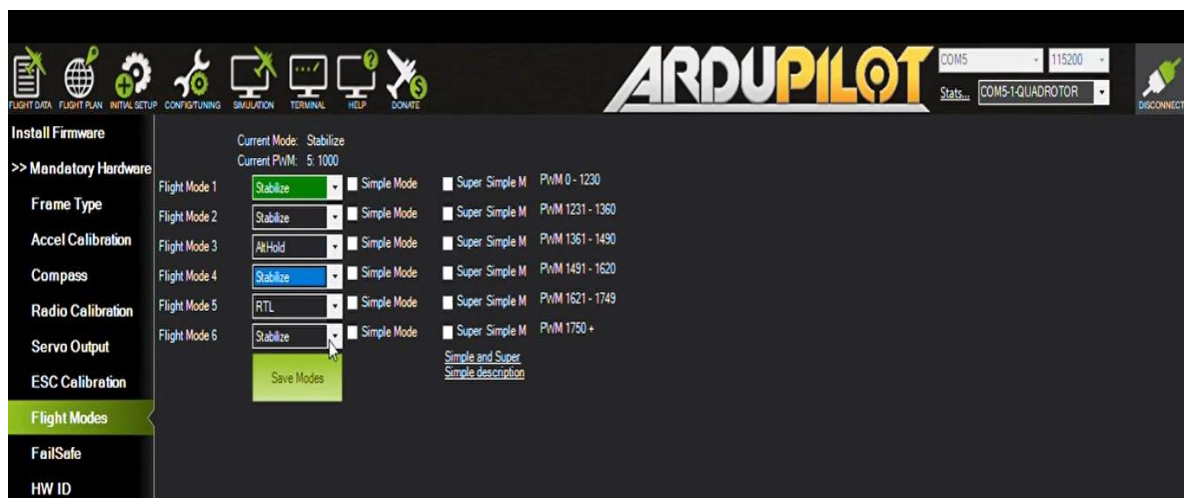 ARDUPILOT
COM5 115200
Stats... COM5-1-QUADROTOR
FLIGHT DATA FLIGHT PLAN INITIAL SETUP CONFIG/TUNING SIMULATION TERMINAL HELP DONATE
DISCONNECT
Install Firmware
>> Mandatory Hardware
Frame Type
Accel Calibration
Compass
Radio Calibration
Servo Output
ESC Calibration
Flight Modes
FailSafe
HW ID
Current Mode: Stabilize
Current PWM: 5: 1000
Flight Mode 1 Stabilize Simple Mode Super Simple M PWM 0 - 1230
Flight Mode 2 Stabilize Simple Mode Super Simple M PWM 1231 - 1360
Flight Mode 3 AltHold Simple Mode Super Simple M PWM 1361 - 1490
Flight Mode 4 Stabilize Simple Mode Super Simple M PWM 1491 - 1620
Flight Mode 5 RTL Simple Mode Super Simple M PWM 1621 - 1749
Flight Mode 6 Stabilize Simple Mode Super Simple M PWM 1750 +
Simple and Super
Simple description
Save Modes